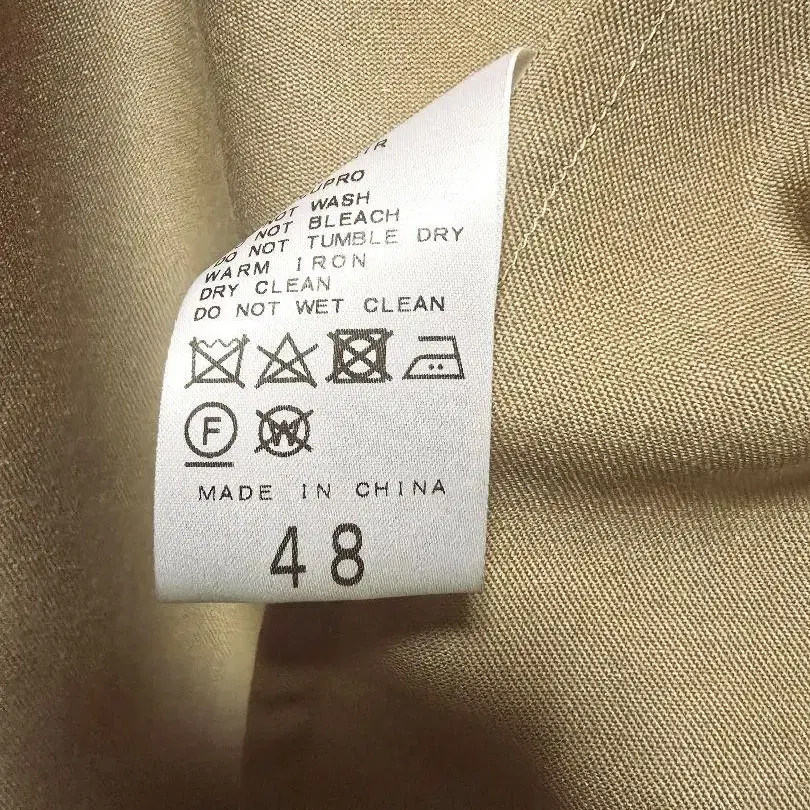 WASH
NOT BLEACH
DO NOT TUMBLE DRY
WARM IRON
DRY CLEAN
DO NOT WET CLEAN
F W
MADE IN CHINA
48